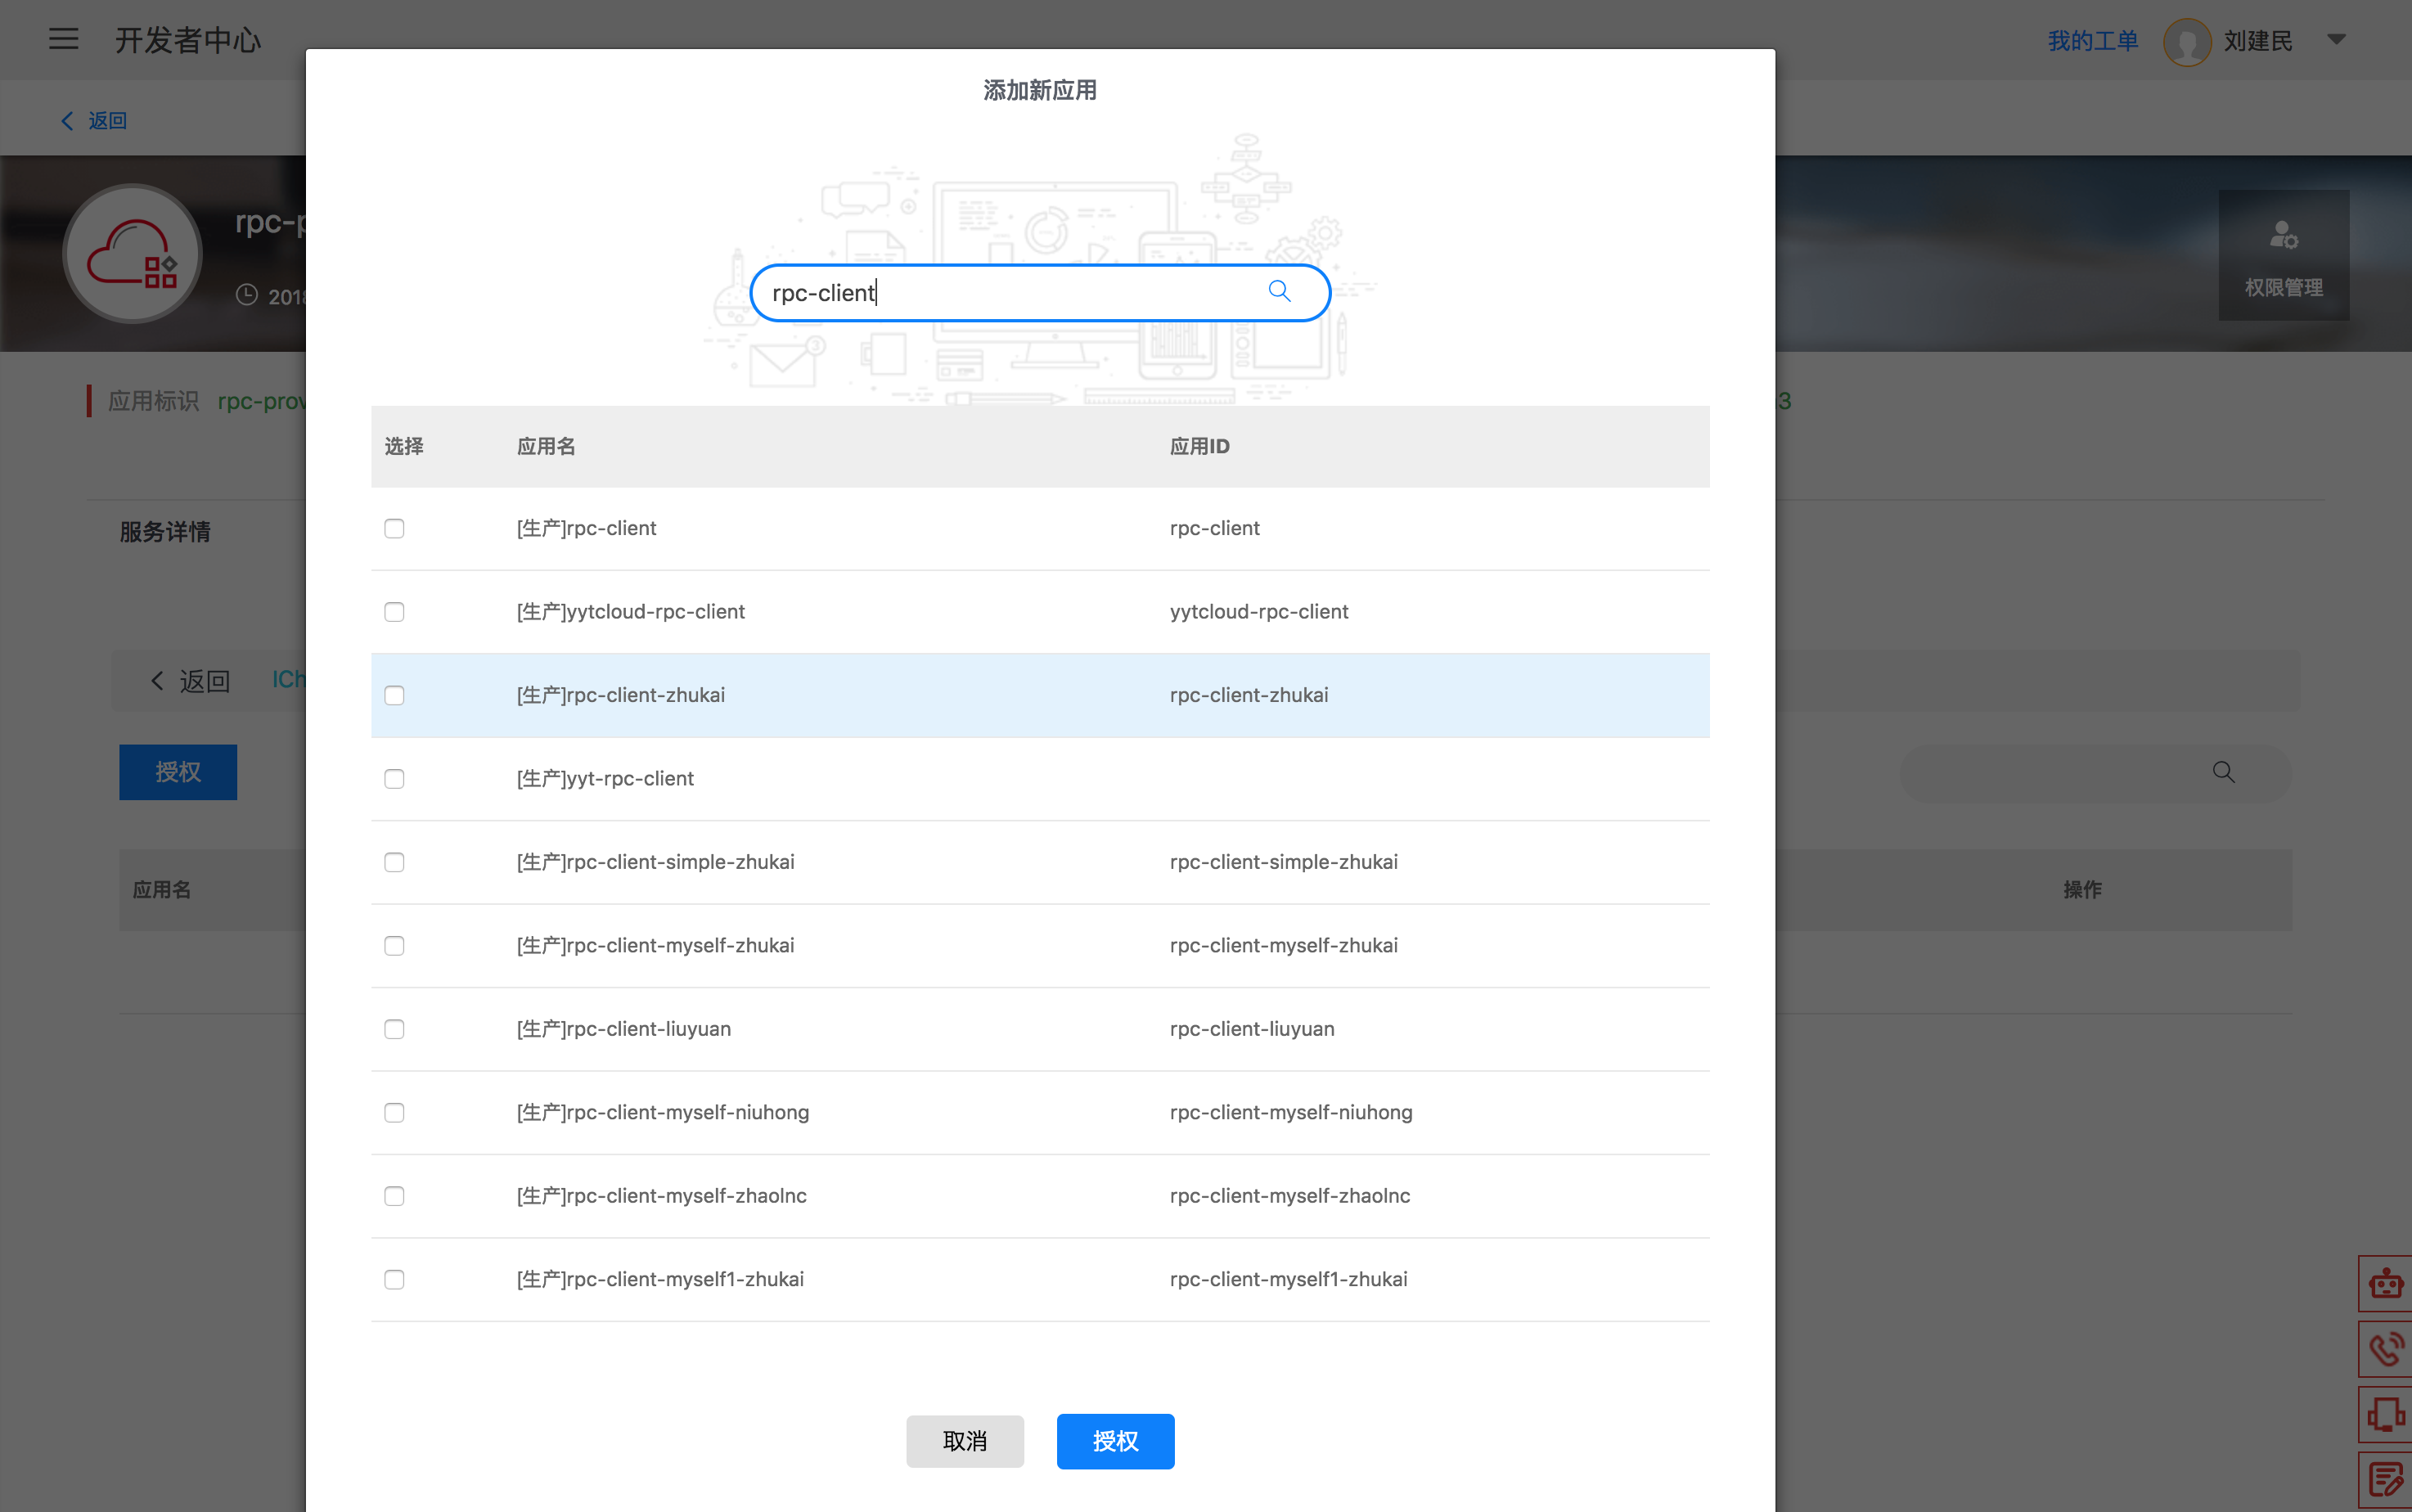 开发者中心
我的工单 刘建民
添加新应用
返回
rpc-p
2018
权限管理
rpc-client
3
应用标识 rpc-prov
3
选择 应用名 应用ID
[生产]rpc-client rpc-client
服务详情
[生产]yytcloud-rpc-client yytcloud-rpc-client
返回 ICh
[生产]rpc-client-zhukai rpc-client-zhukai
授权
[生产]yyt-rpc-client
[生产]rpc-client-simple-zhukai rpc-client-simple-zhukai
应用名 操作
[生产]rpc-client-myself-zhukai rpc-client-myself-zhukai
[生产]rpc-client-liuyuan rpc-client-liuyuan
[生产]rpc-client-myself-niuhong rpc-client-myself-niuhong
[生产]rpc-client-myself-zhaolnc rpc-client-myself-zhaolnc
[生产]rpc-client-myself1-zhukai rpc-client-myself1-zhukai
取消 授权